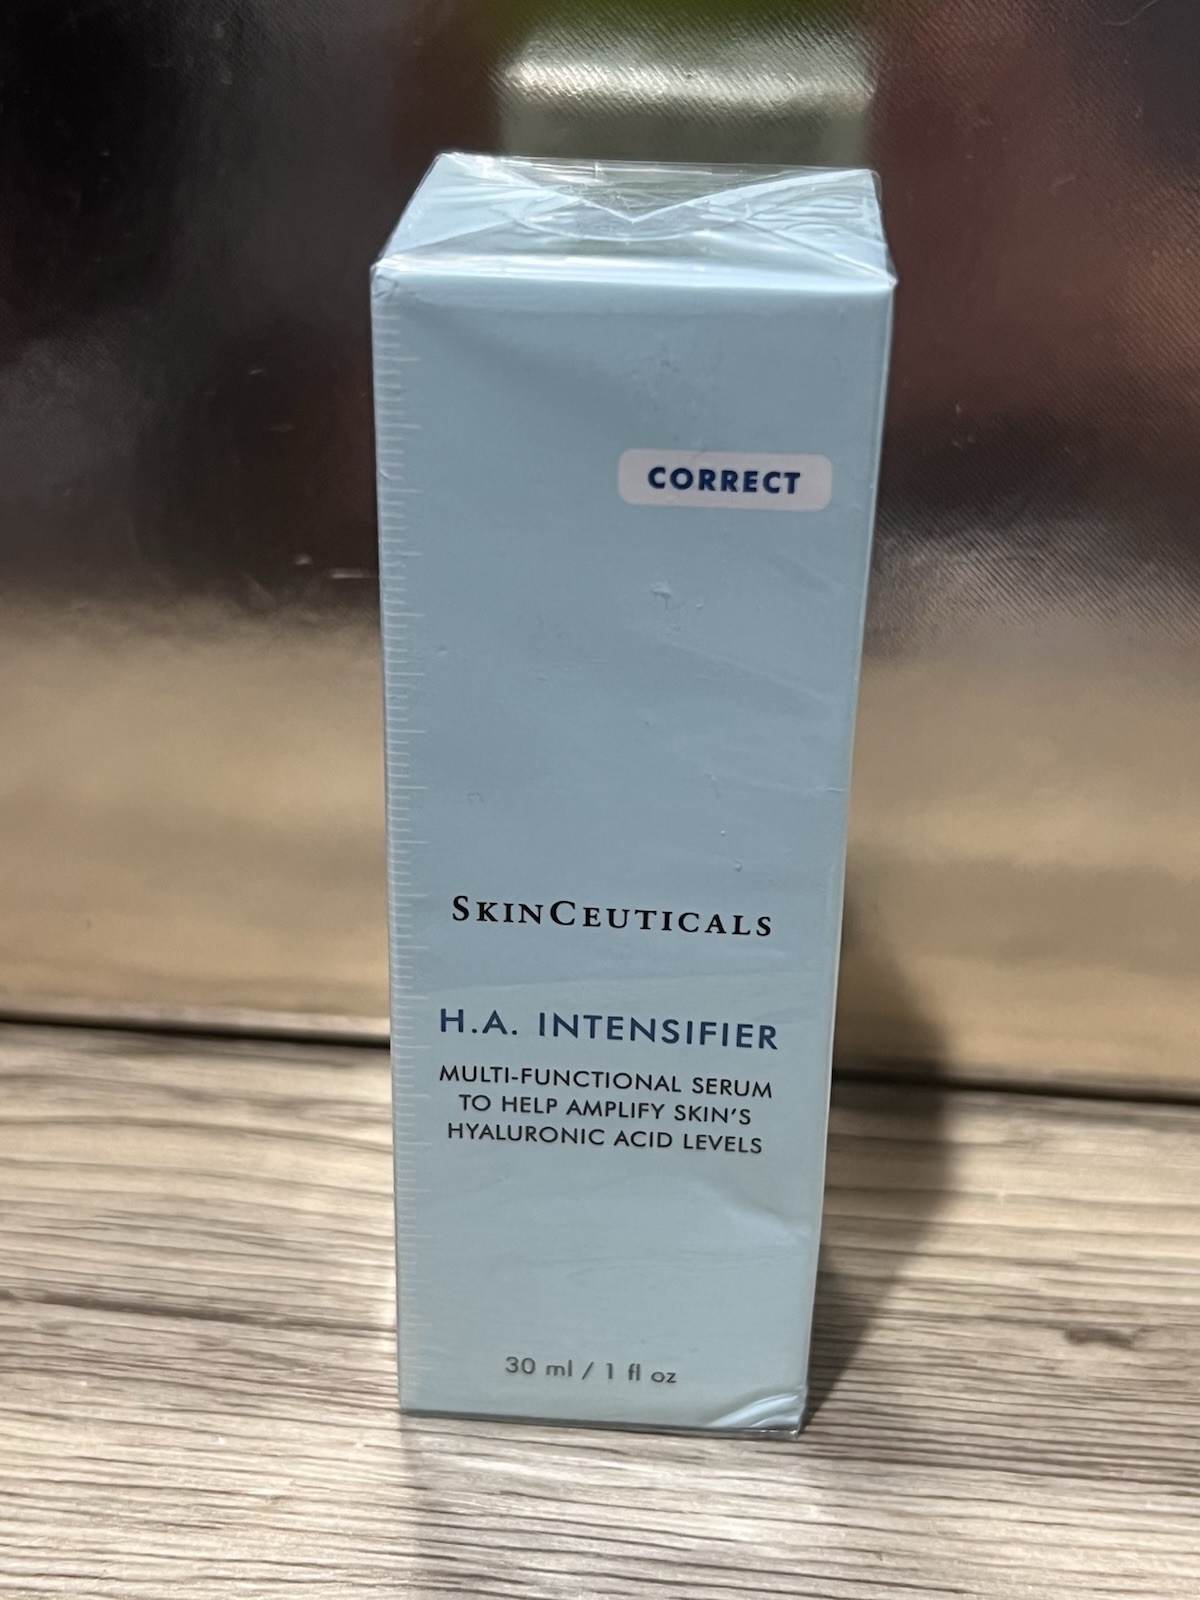 CORRECT
SKINCEUTICALS
H.A. INTENSIFIER
MULTI-FUNCTIONAL SERUM
TO HELP AMPLIFY SKIN'S
HYALURONIC ACID LEVELS
30 ml / 1 fl oz